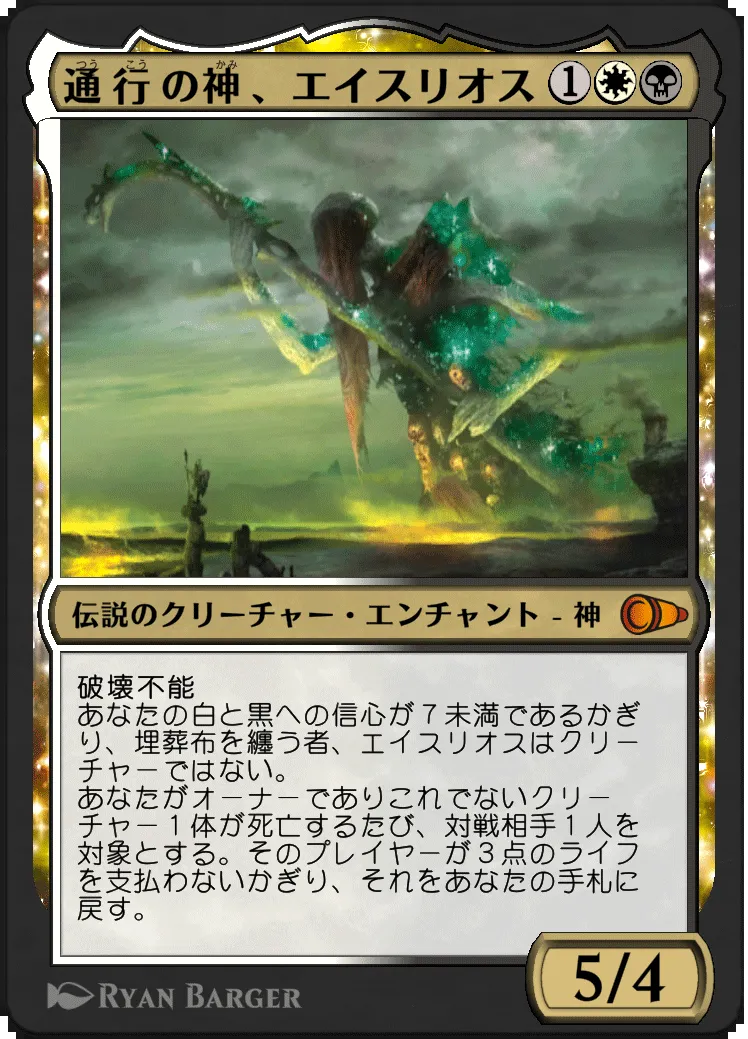 通行の神、エイスリオス 1
伝説のクリーチャー・エンチャント - 神
破壊不能
あなたの白と黒への信心が７未満であるかぎ
り、埋葬布を纏う者、エイスリオスはクリー
チャーではない。
あなたがオーナーでありこれでないクリー
チャー１体が死亡するたび、対戦相手１人を
対象とする。そのプレイヤーが３点のライフ
を支払わないかぎり、それをあなたの手札に
戻す。
5/4
RYAN BARGER